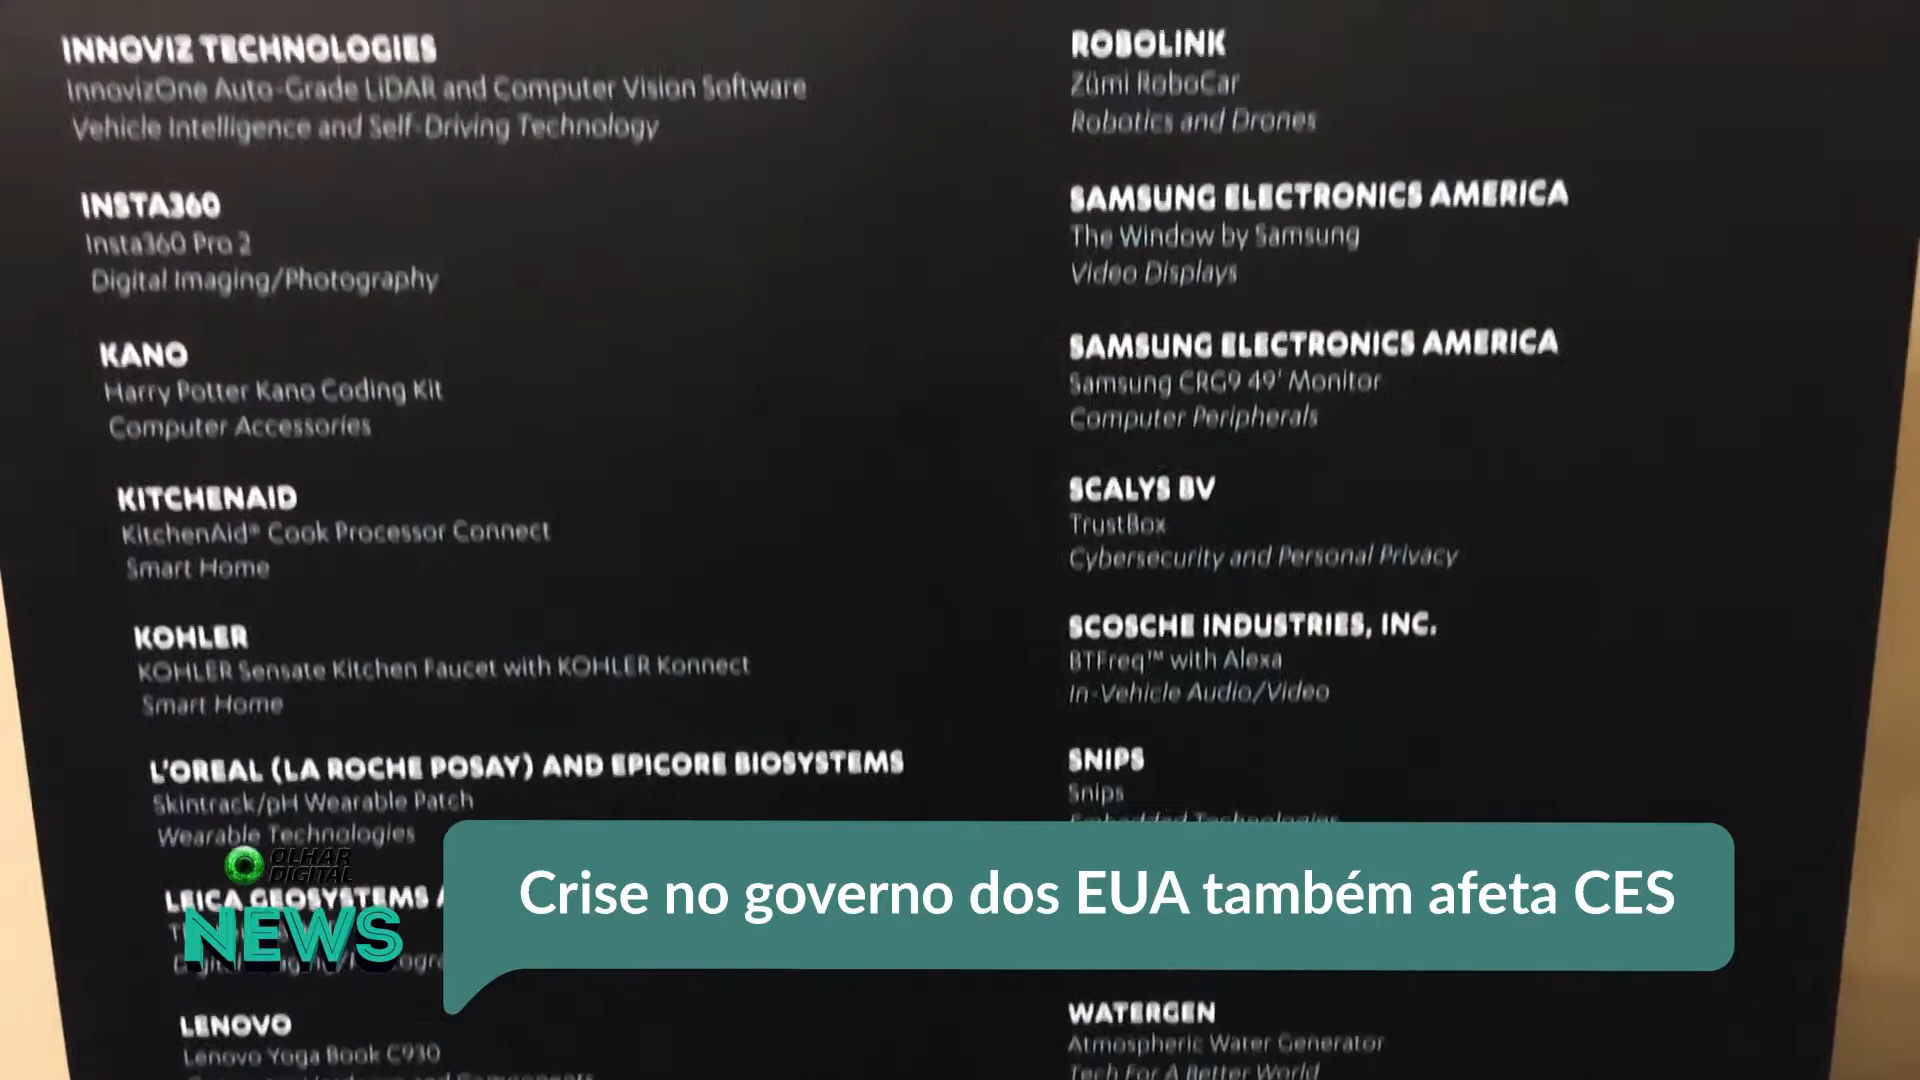 INNOVIZ TECHNOLOGIES
InnovizOne Auto-Grade LiDAR and Computer Vision Software
Vehicle Intelligence and Self-Driving Technology
INSTA360
Insta360 Pro 2
Digital Imaging/Photography
KANO
Harry Potter Kano Coding Kit
Computer Accessories
KITCHENAID
KitchenAid® Cook Processor Connect
Smart Home
KOHLER
KOHLER Sensate Kitchen Faucet with KOHLER Konnect
Smart Home
L'OREAL (LA ROCHE POSAY) AND EPICORE BIOSYSTEMS
Skintrack/pH Wearable Patch
Wearable Technologies
LEICA GEOSYSTEMS
LENOVO
Lenovo Yoga Book C930
ROBOLINK
Zümi RoboCar
Robotics and Drones
SAMSUNG ELECTRONICS AMERICA
The Window by Samsung
Video Displays
SAMSUNG ELECTRONICS AMERICA
Samsung CRG9 49' Monitor
Computer Peripherals
SCALYS BV
TrustBox
Cybersecurity and Personal Privacy
SCOSCHE INDUSTRIES, INC.
BTFreq™ with Alexa
In-Vehicle Audio/Video
SNIPS
Snips
Embedded Technologies
WATERGEN
Atmospheric Water Generator
Tech For A Better World
OLHAR
DIGITAL
NEWS
Crise no governo dos EUA também afeta CES